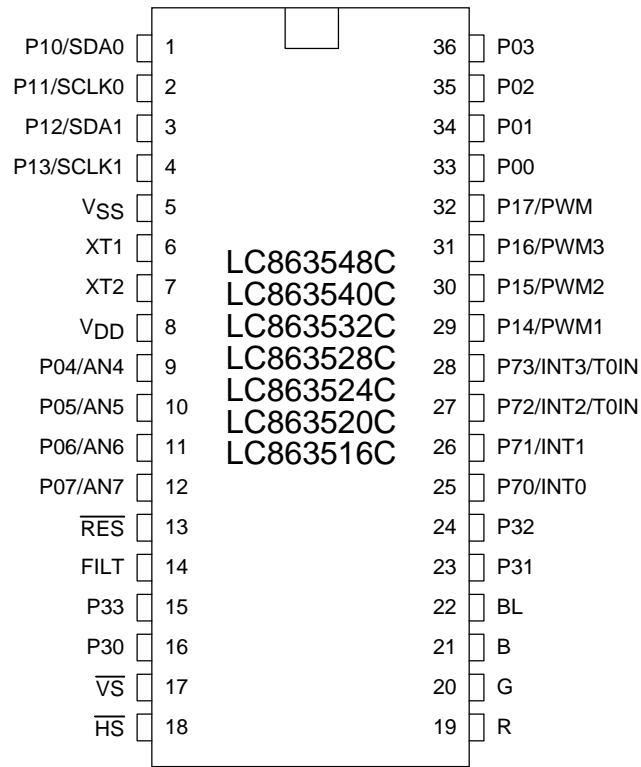 P10/SDA0 1 36 P03
P11/SCLK0 2 35 P02
P12/SDA1 3 34 P01
P13/SCLK1 4 33 P00
VSS 5 32 P17/PWM
XT1 6 31 P16/PWM3
XT2 7 30 P15/PWM2
VDD 8 29 P14/PWM1
P04/AN4 9 28 P73/INT3/T0IN
P05/AN5 10 27 P72/INT2/T0IN
P06/AN6 11 26 P71/INT1
P07/AN7 12 25 P70/INT0
RES 13 24 P32
FILT 14 23 P31
P33 15 22 BL
P30 16 21 B
VS 17 20 G
HS 18 19 R
LC863548C
LC863540C
LC863532C
LC863528C
LC863524C
LC863520C
LC863516C